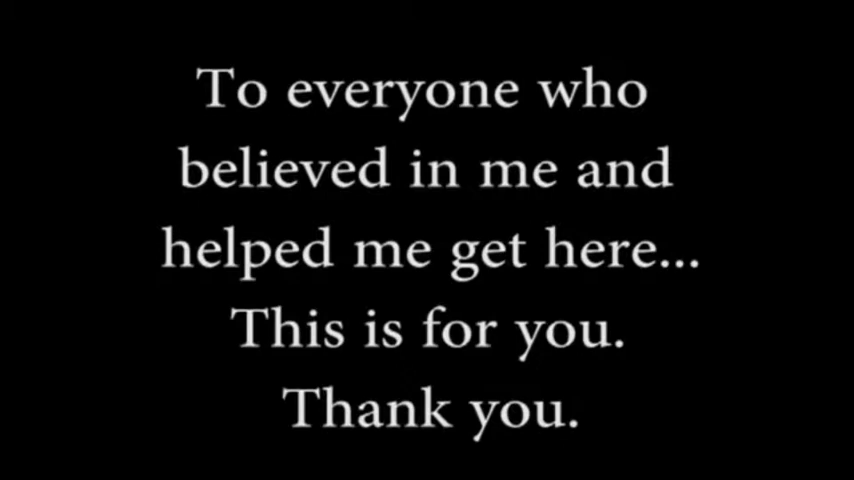 To everyone who
believed in me and
helped me get here...
This is for you.
Thank you.